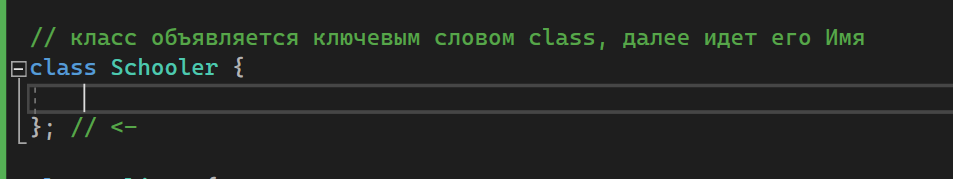 // класс объявляется ключевым словом class, далее идет его Имя
class Schooler {
}; // <-